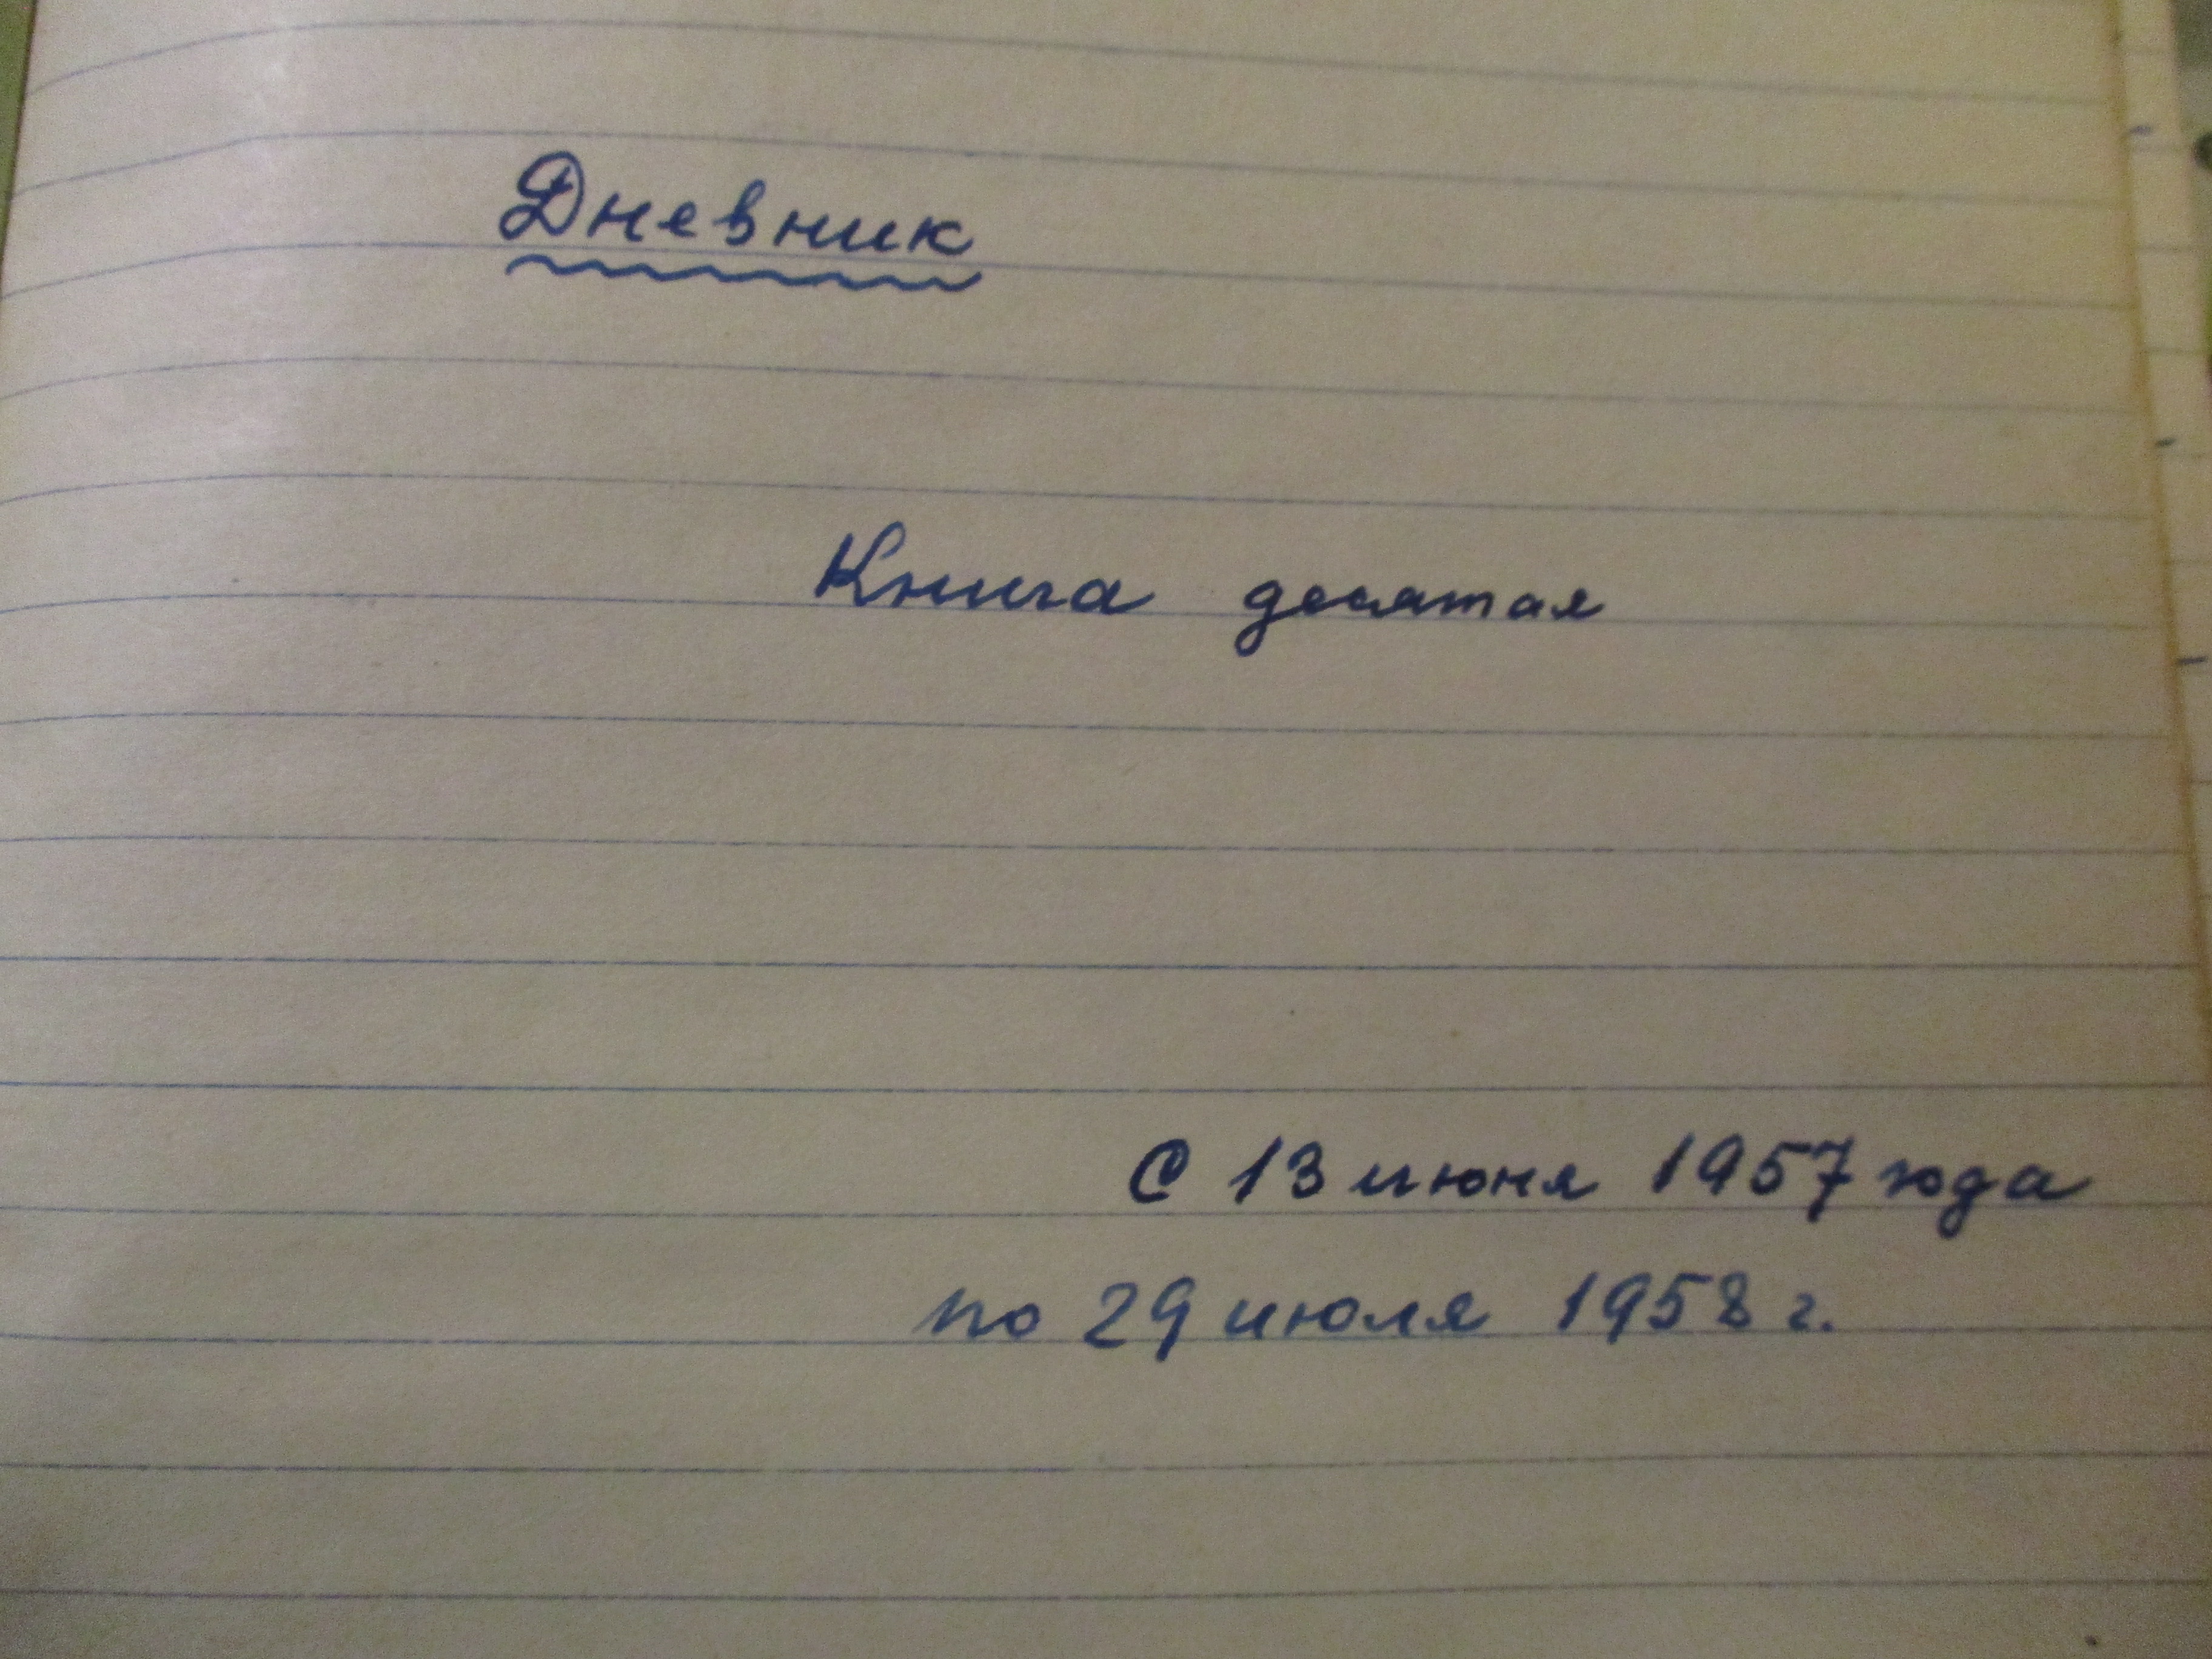 Дневник
Книга десятая
С 13 июня 1957 года
по 29 июля 1958 г.